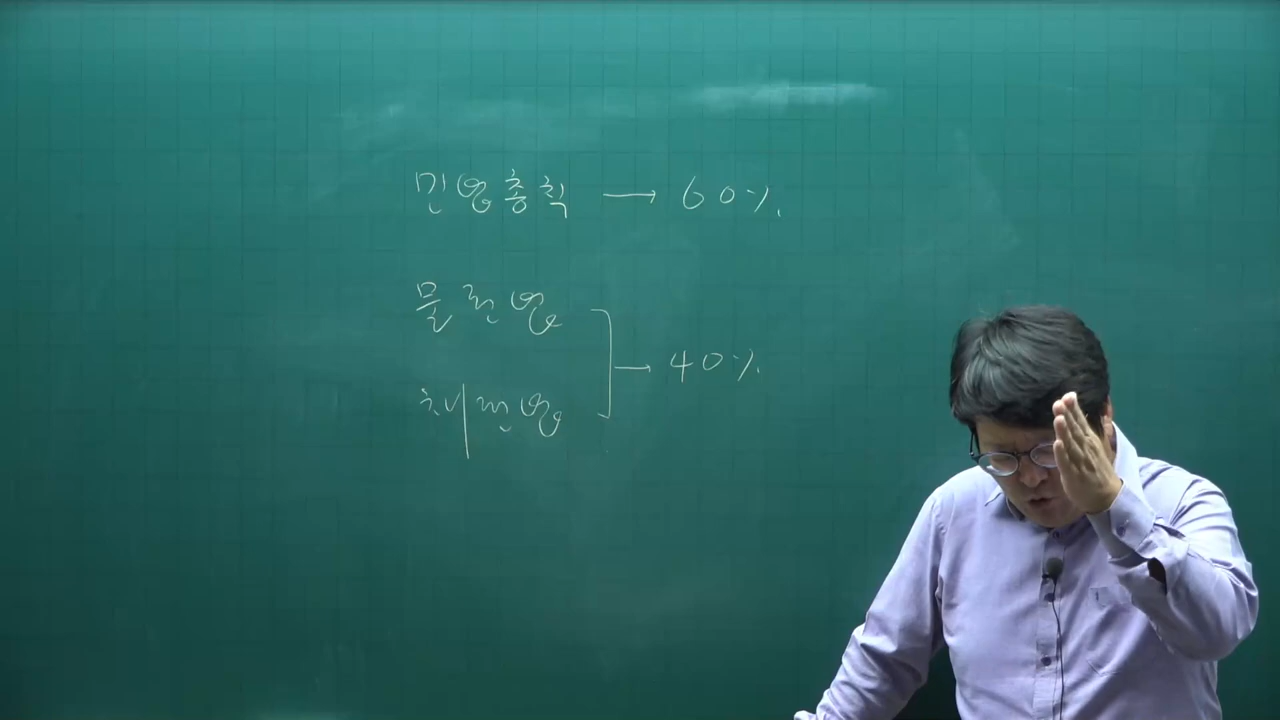 민법총칙 → 60%.
물권법
→ 40%.
채권법